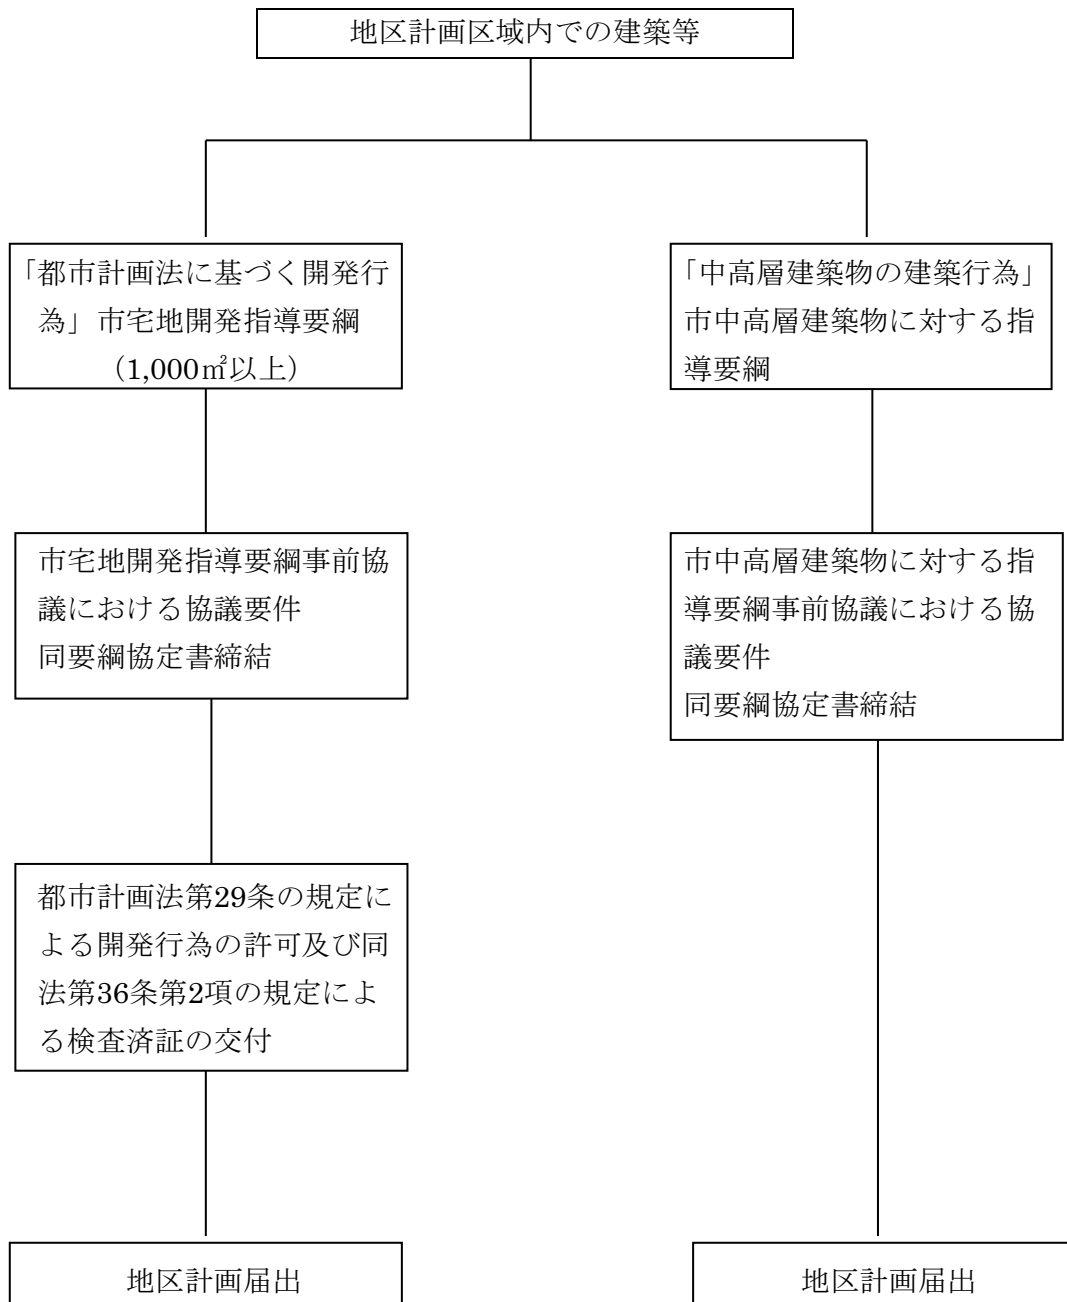 地区計画区域内での建築等
「都市計画法に基づく開発行
為」市宅地開発指導要綱
（1,000㎡以上）
「中高層建築物の建築行為」
市中高層建築物に対する指
導要綱
市宅地開発指導要綱事前協
議における協議要件
同要綱協定書締結
市中高層建築物に対する指
導要綱事前協議における協
議要件
同要綱協定書締結
都市計画法第29条の規定に
よる開発行為の許可及び同
法第36条第2項の規定によ
る検査済証の交付
地区計画届出
地区計画届出